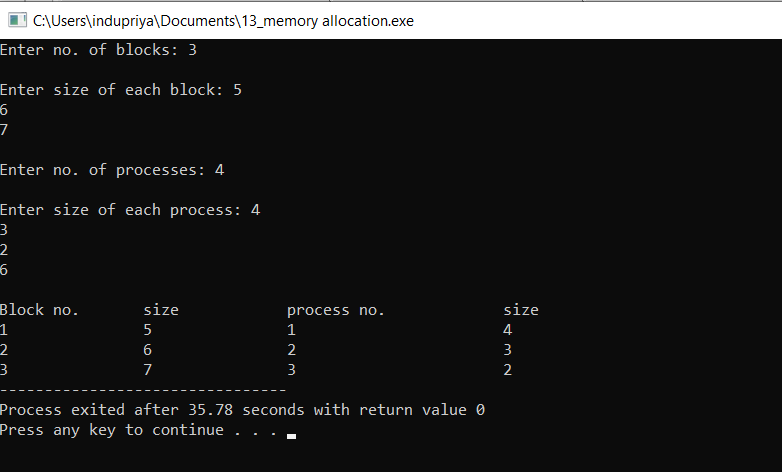 C:\Users\indupriya\Documents\13_memory allocation.exe
Enter no. of blocks: 3
Enter size of each block: 5
6
7
Enter no. of processes: 4
Enter size of each process: 4
3
2
6
Block no. size process no. size
1 5 1 4
2 6 2 3
3 7 3 2
--------------------------------
Process exited after 35.78 seconds with return value 0
Press any key to continue . . .